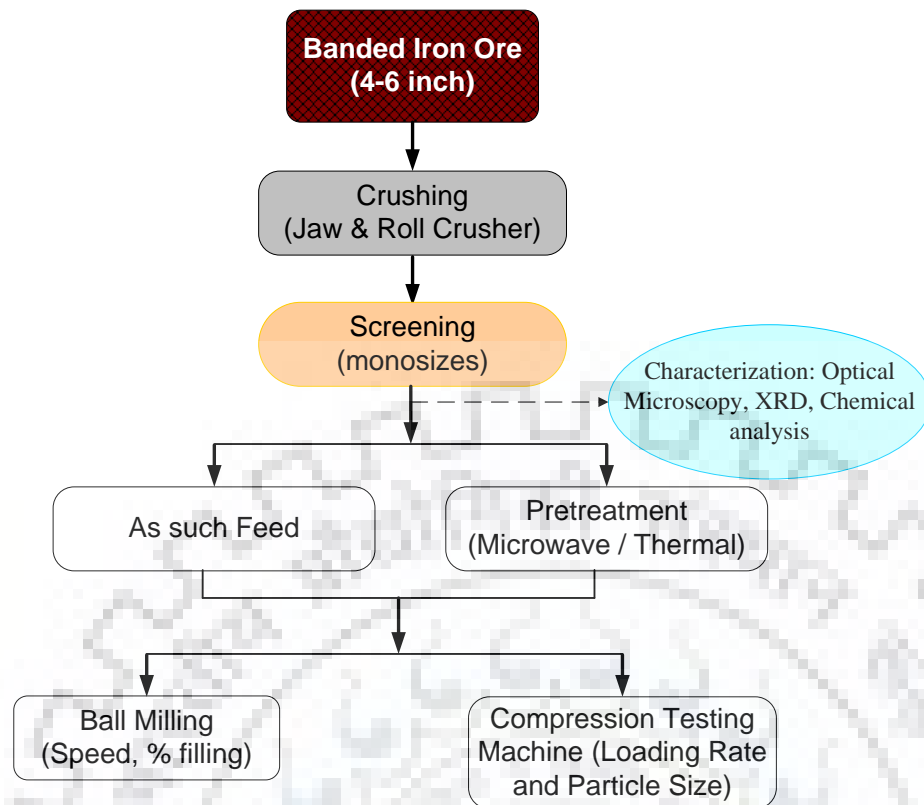 Banded Iron Ore
(4-6 inch)
Crushing
(Jaw & Roll Crusher)
Screening
(monosizes)
Characterization: Optical
Microscopy, XRD, Chemical
analysis
As such Feed
Pretreatment
(Microwave / Thermal)
Ball Milling
(Speed, % filling)
Compression Testing
Machine (Loading Rate
and Particle Size)